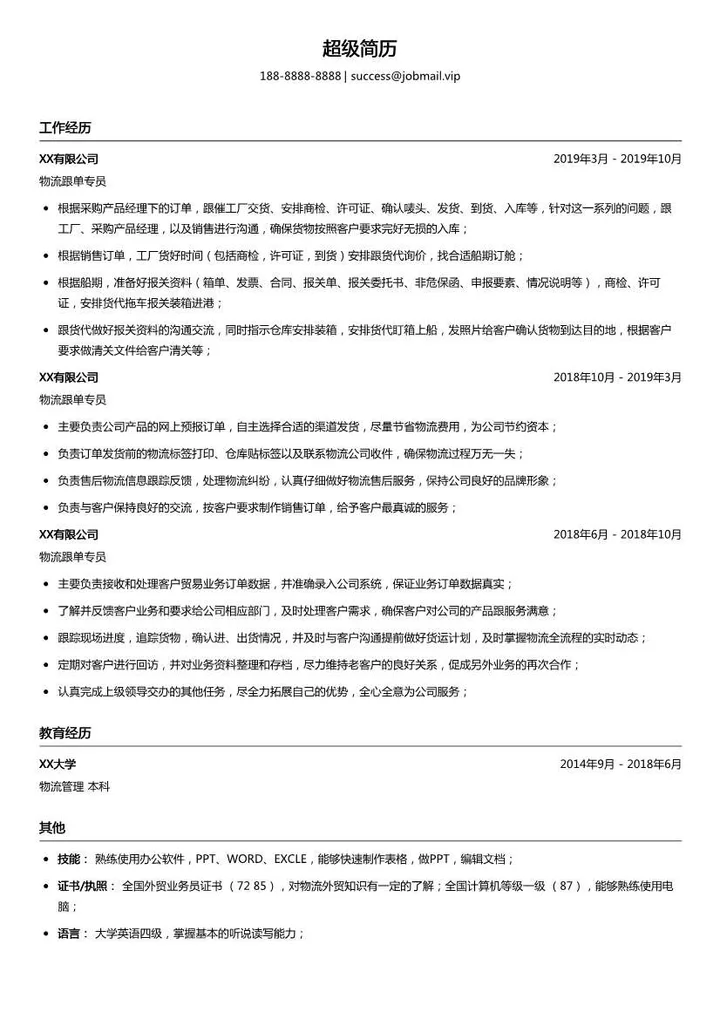 超级简历
188-8888-8888 | success@jobmail.vip
工作经历
XX有限公司 2019年3月 - 2019年10月
物流跟单专员
• 根据采购产品经理下的订单，跟催工厂交货、安排商检、许可证、确认唛头、发货、到货、入库等，针对这一系列的问题，跟
工厂、采购产品经理，以及销售进行沟通，确保货物按照客户要求完好无损的入库；
• 根据销售订单，工厂货好时间（包括商检，许可证，到货）安排跟货代询价，找合适船期订舱；
• 根据船期，准备好报关资料（箱单、发票、合同、报关单、报关委托书、非危保函、申报要素、情况说明等），商检、许可
证，安排货代拖车报关装箱进港；
• 跟货代做好报关资料的沟通交流，同时指示仓库安排装箱，安排货代盯箱上船，发照片给客户确认货物到达目的地，根据客户
要求做清关文件给客户清关等；
XX有限公司 2018年10月 - 2019年3月
物流跟单专员
• 主要负责公司产品的网上预报订单，自主选择合适的渠道发货，尽量节省物流费用，为公司节约资本；
• 负责订单发货前的物流标签打印、仓库贴标签以及联系物流公司收件，确保物流过程万无一失；
• 负责售后物流信息跟踪反馈，处理物流纠纷，认真仔细做好物流售后服务，保持公司良好的品牌形象；
• 负责与客户保持良好的交流，按客户要求制作销售订单，给予客户最真诚的服务；
XX有限公司 2018年6月 - 2018年10月
物流跟单专员
• 主要负责接收和处理客户贸易业务订单数据，并准确录入公司系统，保证业务订单数据真实；
• 了解并反馈客户业务和要求给公司相应部门，及时处理客户需求，确保客户对公司的产品跟服务满意；
• 跟踪现场进度，追踪货物，确认进、出货情况，并及时与客户沟通提前做好货运计划，及时掌握物流全流程的实时动态；
• 定期对客户进行回访，并对业务资料整理和存档，尽力维持老客户的良好关系，促成另外业务的再次合作；
• 认真完成上级领导交办的其他任务，尽全力拓展自己的优势，全心全意为公司服务；
教育经历
XX大学 2014年9月 - 2018年6月
物流管理 本科
其他
• 技能： 熟练使用办公软件，PPT、WORD、EXCLE，能够快速制作表格，做PPT，编辑文档；
• 证书/执照： 全国外贸业务员证书 （ 72 85 ），对物流外贸知识有一定的了解；全国计算机等级一级 （ 87 ），能够熟练使用电
脑；
• 语言： 大学英语四级，掌握基本的听说读写能力；